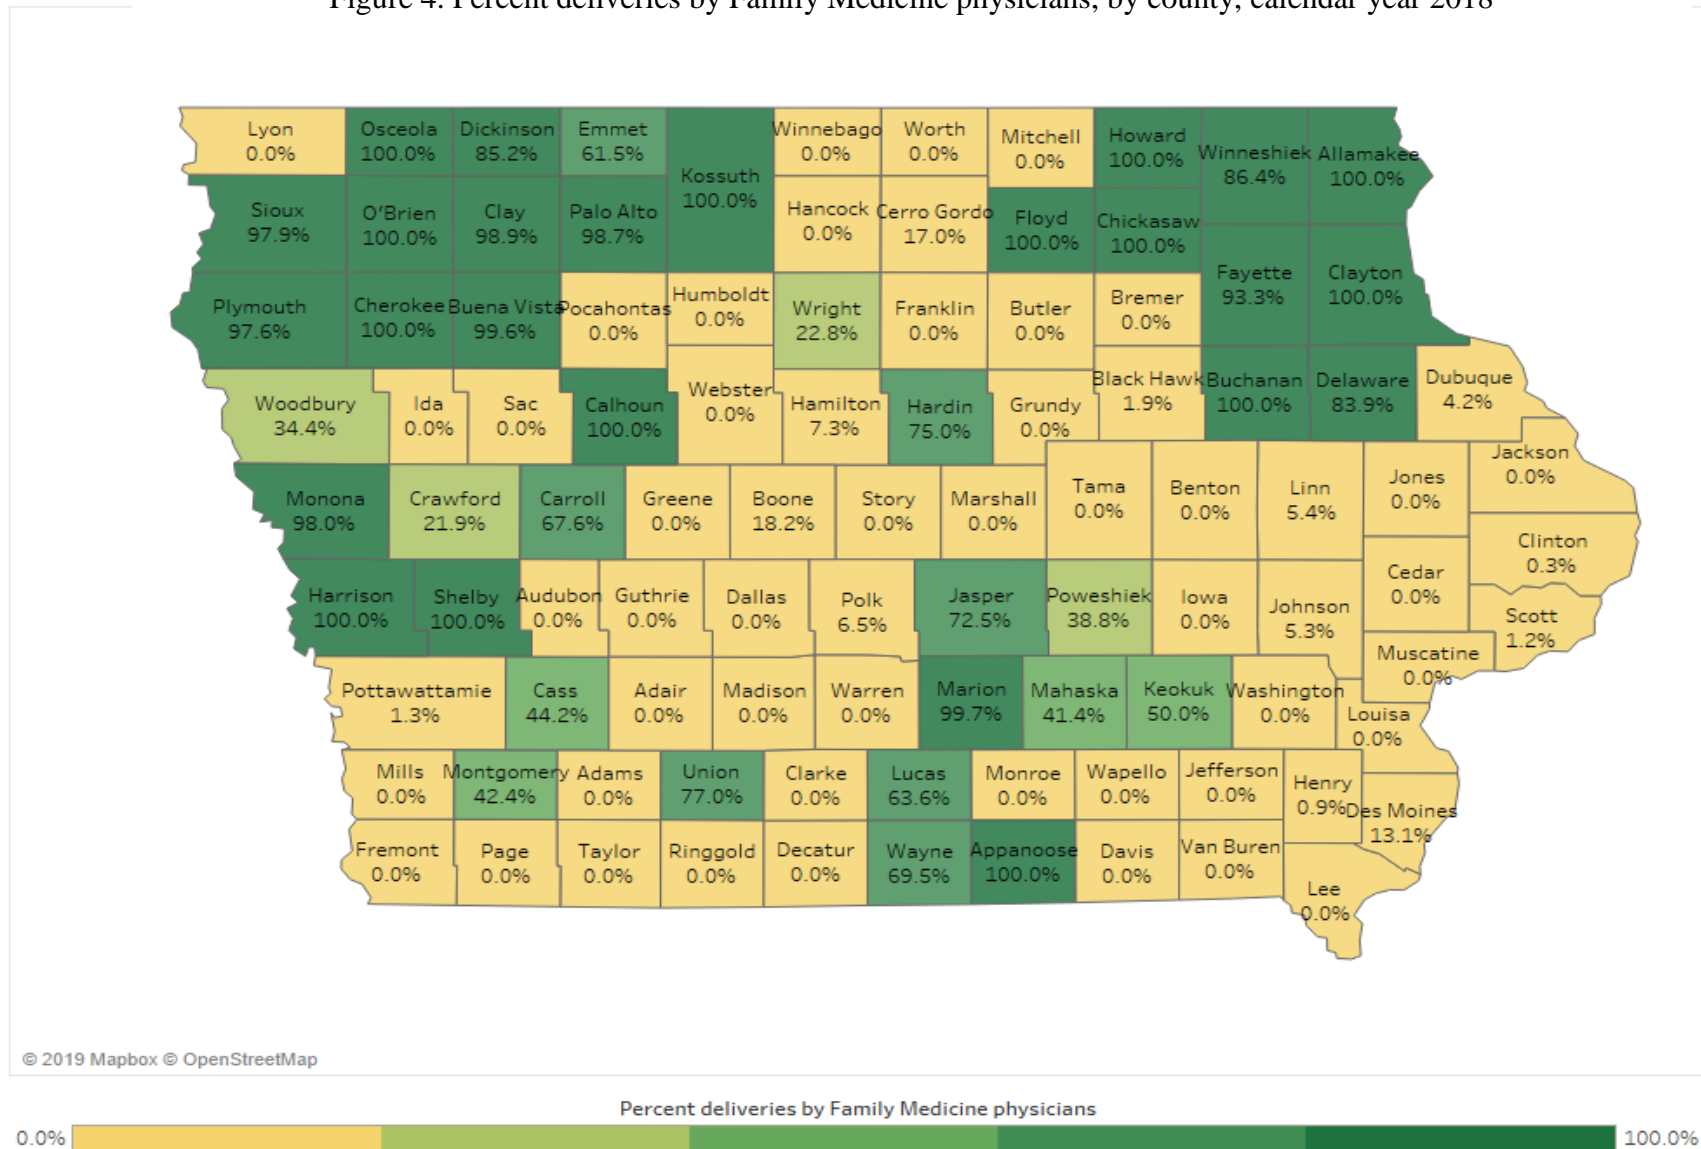 Figure 4. Percent deliveries by Family Medicine physicians, by county, calendar year 2018
Lyon
0.0%
Osceola
100.0%
Dickinson
85.2%
Emmet
61.5%
Kossuth
100.0%
Winnebago
0.0%
Worth
0.0%
Mitchell
0.0%
Howard
100.0%
Winneshiek
86.4%
Allamakee
100.0%
Sioux
97.9%
O'Brien
100.0%
Clay
98.9%
Palo Alto
98.7%
Hancock
0.0%
Cerro Gordo
17.0%
Floyd
100.0%
Chickasaw
100.0%
Fayette
93.3%
Clayton
100.0%
Plymouth
97.6%
Cherokee
100.0%
Buena Vista
99.6%
Pocahontas
0.0%
Humboldt
0.0%
Wright
22.8%
Franklin
0.0%
Butler
0.0%
Bremer
0.0%
Woodbury
34.4%
Ida
0.0%
Sac
0.0%
Calhoun
100.0%
Webster
0.0%
Hamilton
7.3%
Hardin
75.0%
Grundy
0.0%
Black Hawk
1.9%
Buchanan
100.0%
Delaware
83.9%
Dubuque
4.2%
Monona
98.0%
Crawford
21.9%
Carroll
67.6%
Greene
0.0%
Boone
18.2%
Story
0.0%
Marshall
0.0%
Tama
0.0%
Benton
0.0%
Linn
5.4%
Jones
0.0%
Jackson
0.0%
Clinton
0.3%
Harrison
100.0%
Shelby
100.0%
Audubon
0.0%
Guthrie
0.0%
Dallas
0.0%
Polk
6.5%
Jasper
72.5%
Poweshiek
38.8%
Iowa
0.0%
Johnson
5.3%
Cedar
0.0%
Scott
1.2%
Muscatine
0.0%
Pottawattamie
1.3%
Cass
44.2%
Adair
0.0%
Madison
0.0%
Warren
0.0%
Marion
99.7%
Mahaska
41.4%
Keokuk
50.0%
Washington
0.0%
Louisa
0.0%
Mills
0.0%
Montgomery
42.4%
Adams
0.0%
Union
77.0%
Clarke
0.0%
Lucas
63.6%
Monroe
0.0%
Wapello
0.0%
Jefferson
0.0%
Henry
0.9%
Des Moines
13.1%
Fremont
0.0%
Page
0.0%
Taylor
0.0%
Ringgold
0.0%
Decatur
0.0%
Wayne
69.5%
Appanoose
100.0%
Davis
0.0%
Van Buren
0.0%
Lee
0.0%
© 2019 Mapbox © OpenStreetMap
Percent deliveries by Family Medicine physicians
0.0%
100.0%